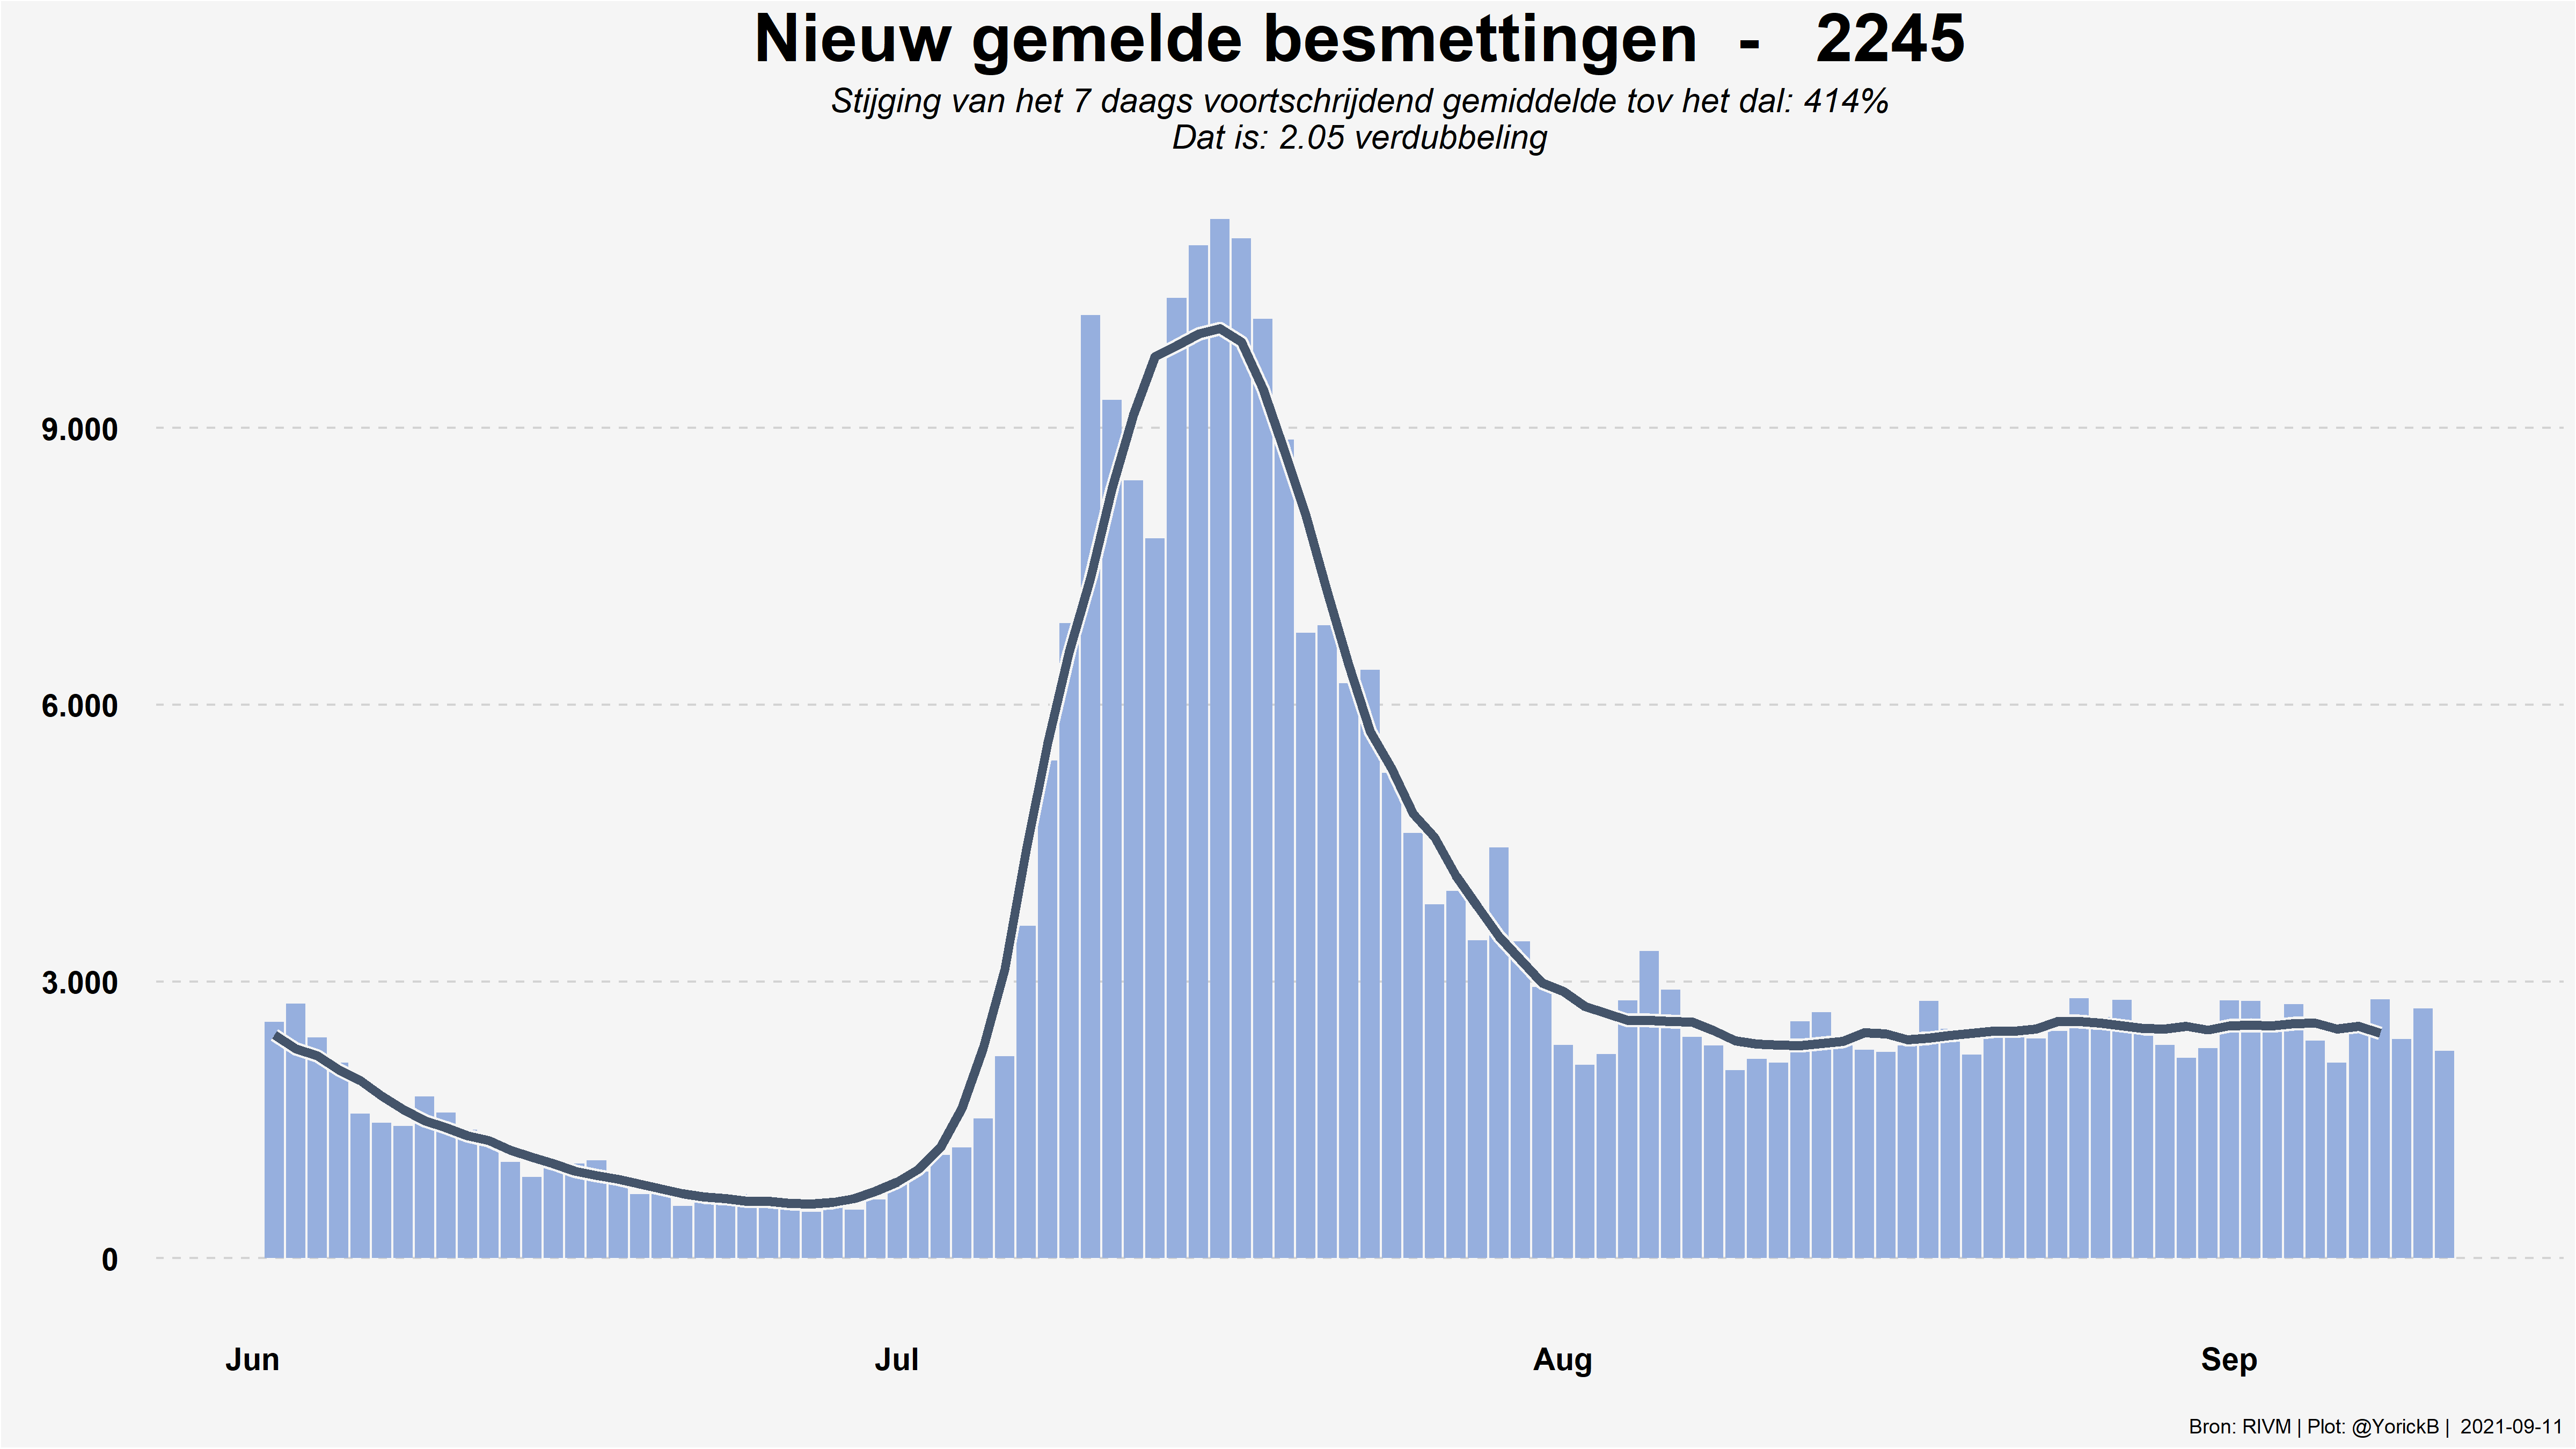 Nieuw gemelde besmettingen - 2245
Stijging van het 7 daags voortschrijdend gemiddelde tov het dal: 414%
Dat is: 2.05 verdubbeling
9.000
6.000
3.000
0
Jun Jul Aug Sep
Bron: RIVM | Plot: @YorickB | 2021-09-11